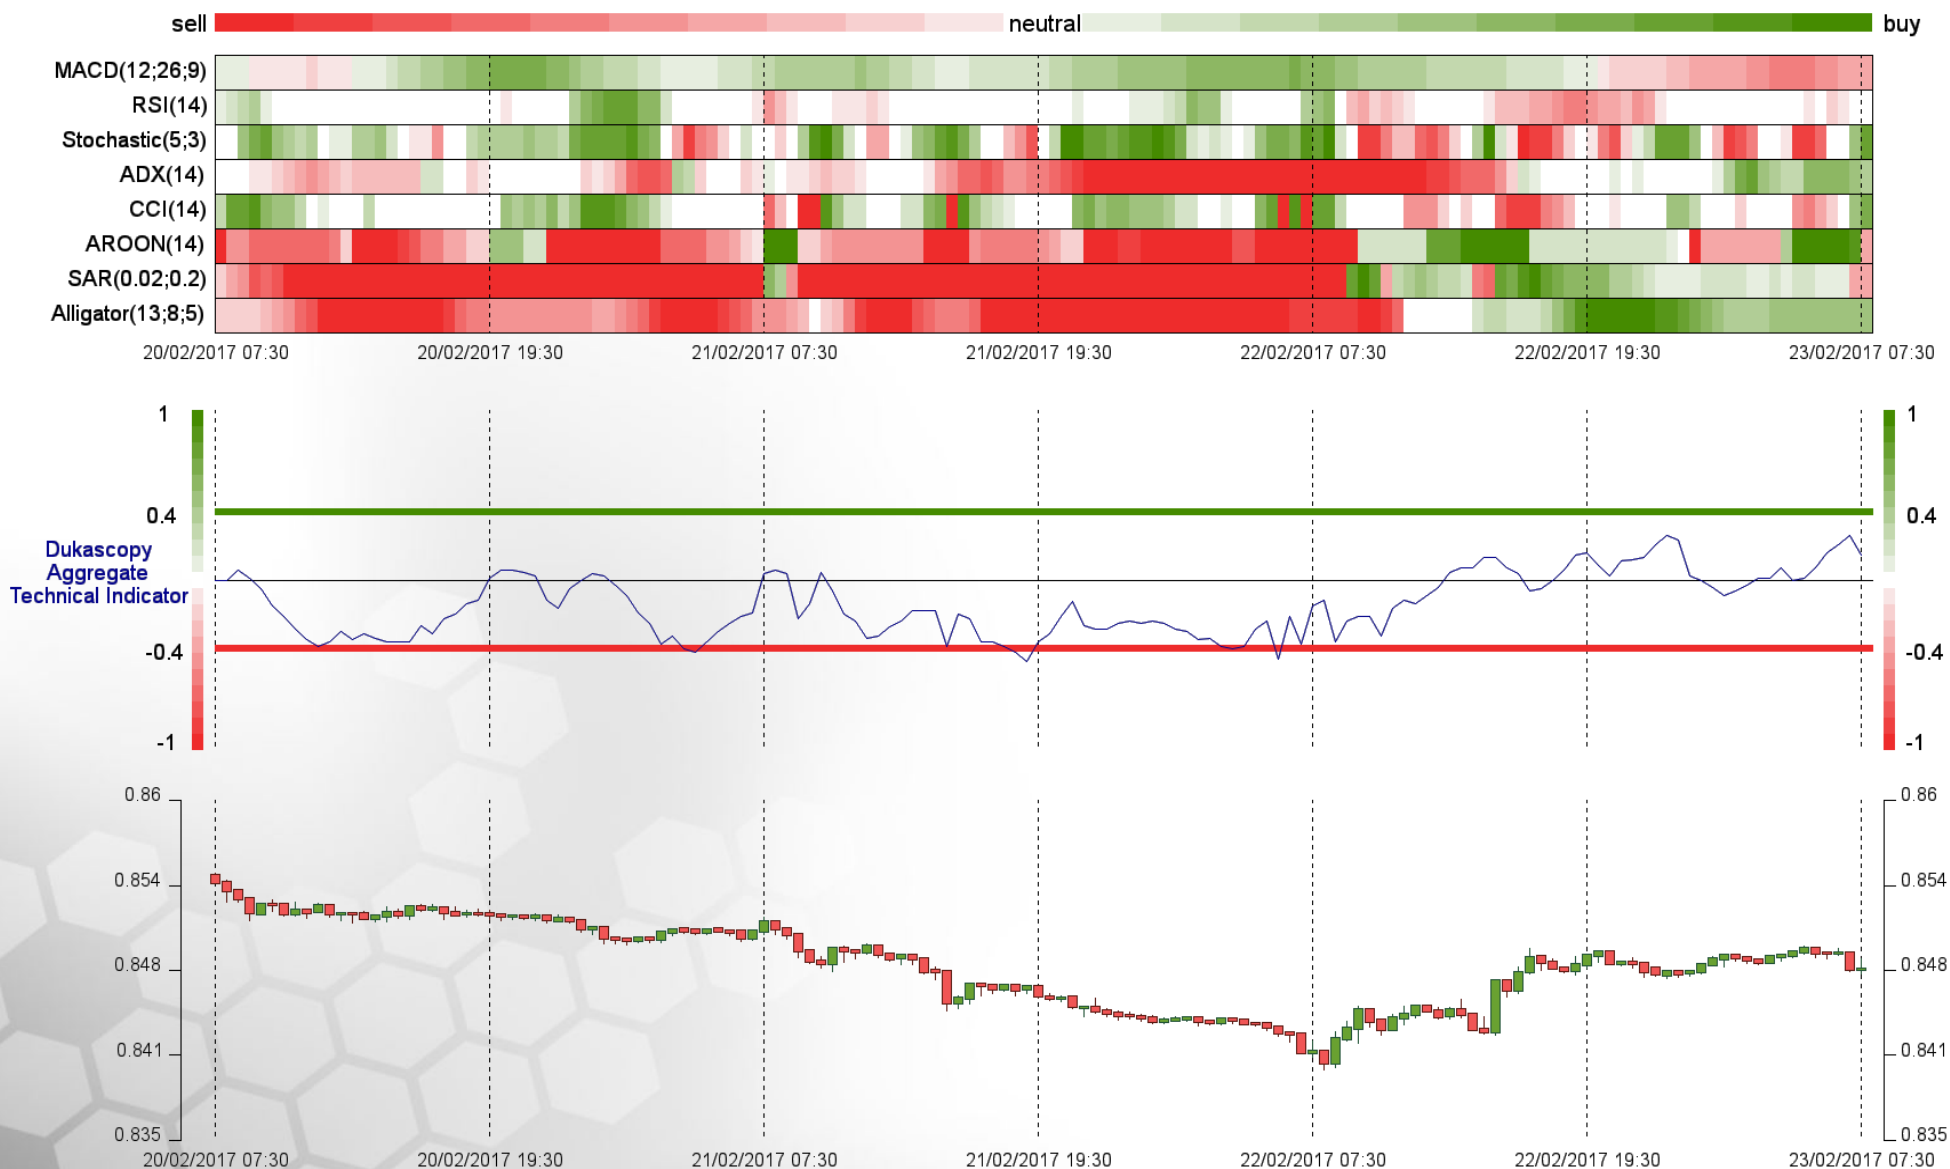 sell neutral buy
MACD(12;26;9)
RSI(14)
Stochastic(5;3)
ADX(14)
CCI(14)
AROON(14)
SAR(0.02;0.2)
Alligator(13;8;5)
20/02/2017 07:30 20/02/2017 19:30 21/02/2017 07:30 21/02/2017 19:30 22/02/2017 07:30 22/02/2017 19:30 23/02/2017 07:30
1 1
0.4 0.4
Dukascopy
Aggregate
Technical Indicator
-0.4 -0.4
-1 -1
0.86 0.86
0.854 0.854
0.848 0.848
0.841 0.841
0.835 0.835
20/02/2017 07:30 20/02/2017 19:30 21/02/2017 07:30 21/02/2017 19:30 22/02/2017 07:30 22/02/2017 19:30 23/02/2017 07:30